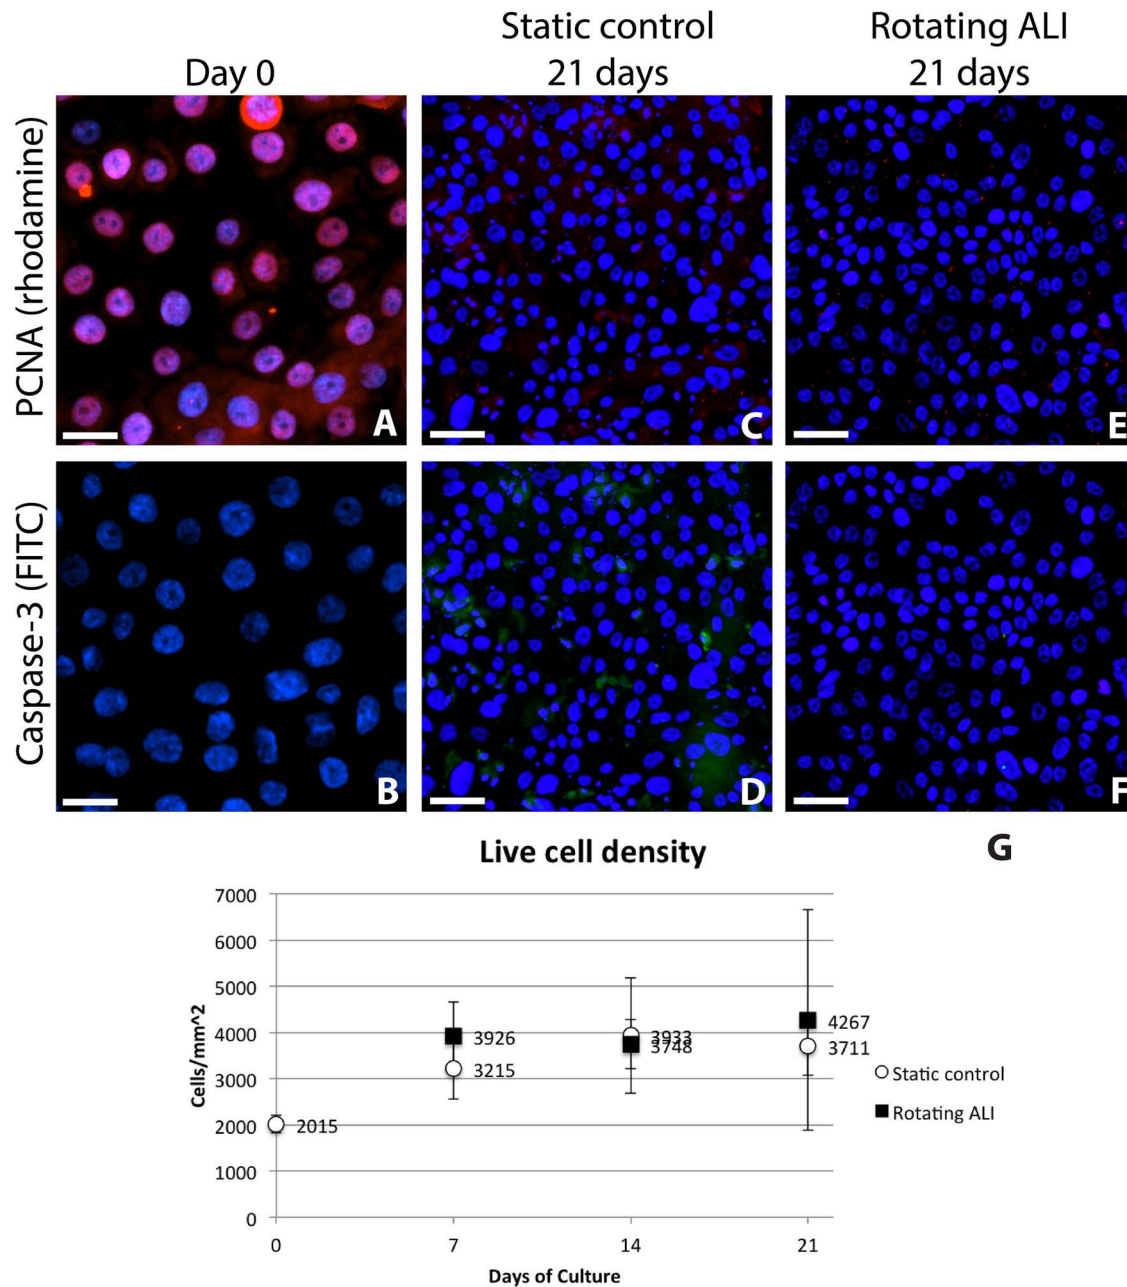 Static control
21 days
Rotating ALI
21 days
Day 0
PCNA (rhodamine)
A
C
E
Caspase-3 (FITC)
B
D
F
Live cell density
G
7000
6000
5000
4000
3000
2000
1000
0
Cells/mm^2
2015
3926
3215
3933
3748
4267
3711
Static control
Rotating ALI
0 7 14 21
Days of Culture